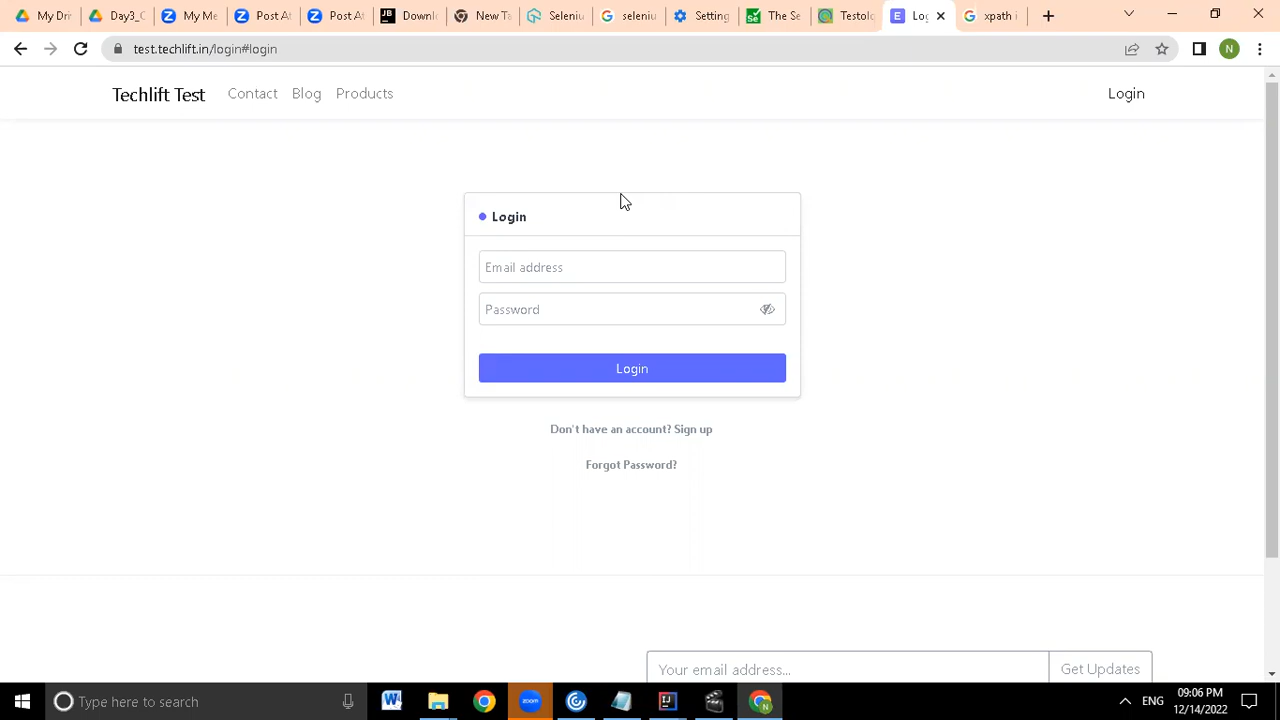 My Dri
Day3_C
My Me
Post At
Post At
Downl
New Ta
Seleniu
seleniu
Setting
The Se
Testolo
Lo
xpath i
test.techlift.in/login#login
N
Techlift Test
Contact
Blog
Products
Login
Login
Email address
Password
Login
Don't have an account? Sign up
Forgot Password?
Your email address...
Get Updates
Type here to search
zoom
ENG
09:06 PM
12/14/2022